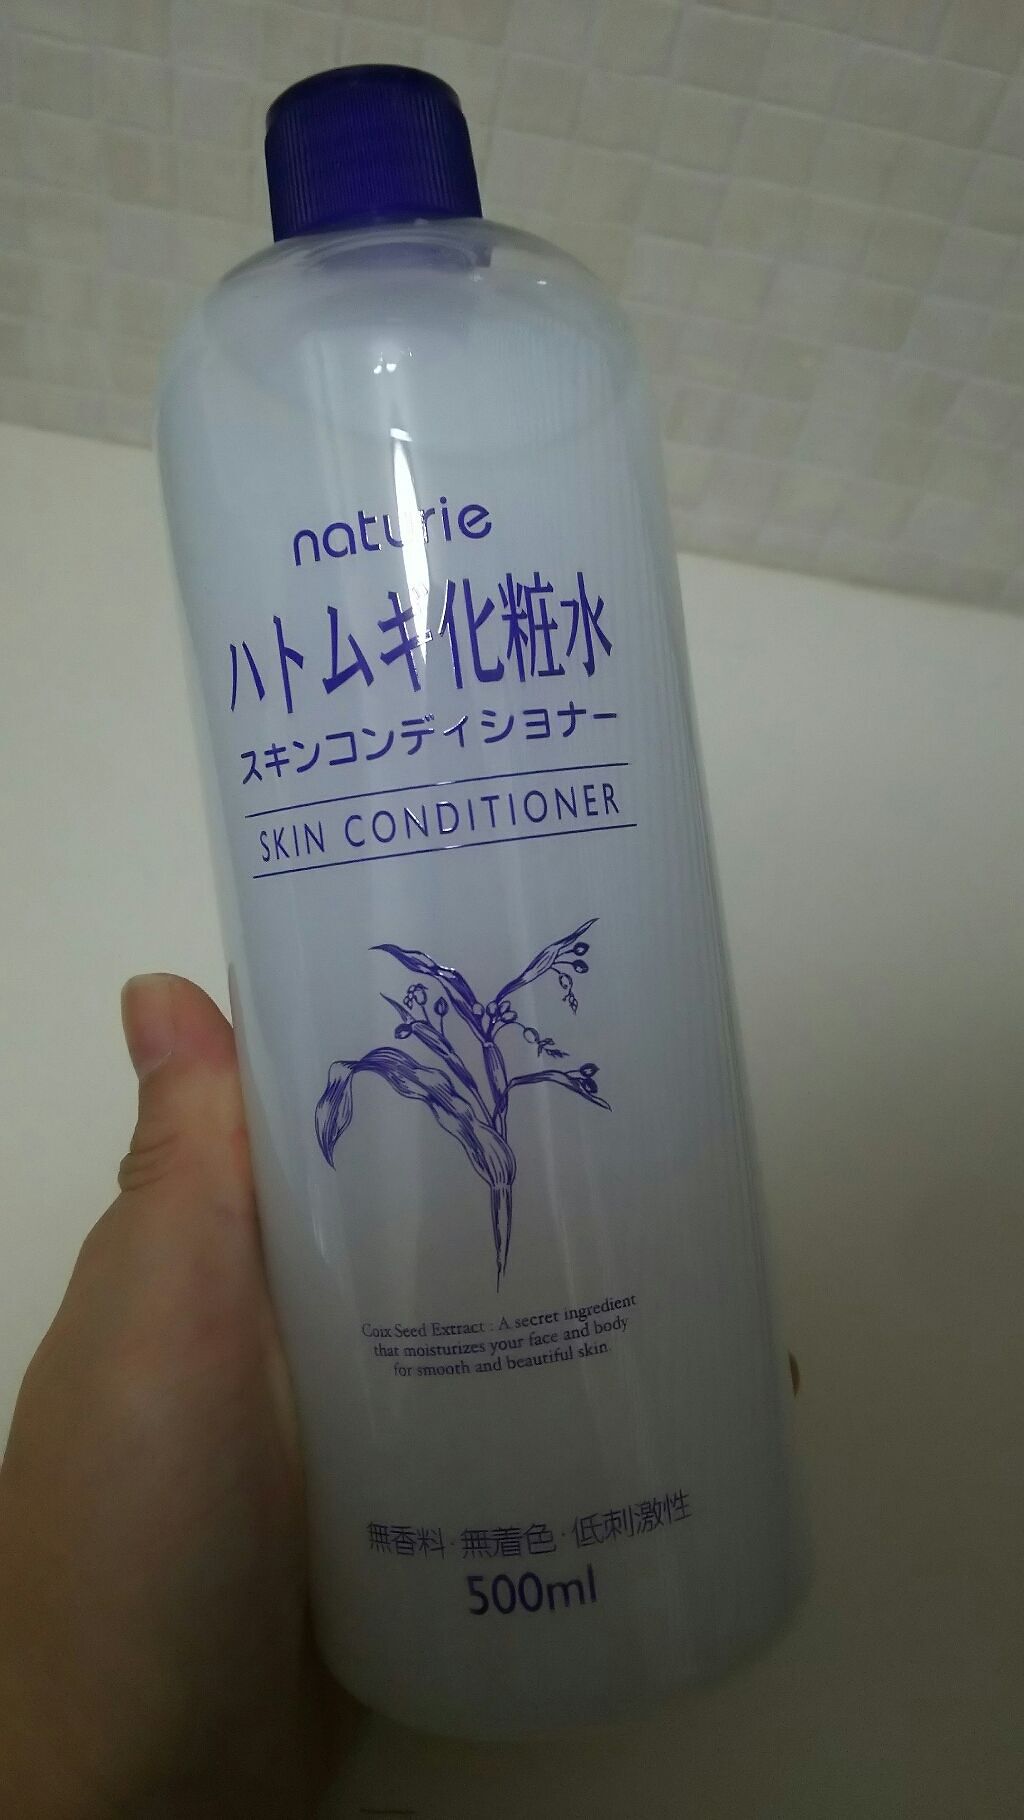 naturie
ハトムギ化粧水
スキンコンディショナー
SKIN CONDITIONER
Coix Seed Extract : A secret ingredient
that moisturizes your face and body
for smooth and beautiful skin.
無香料・無着色・低刺激性
500ml